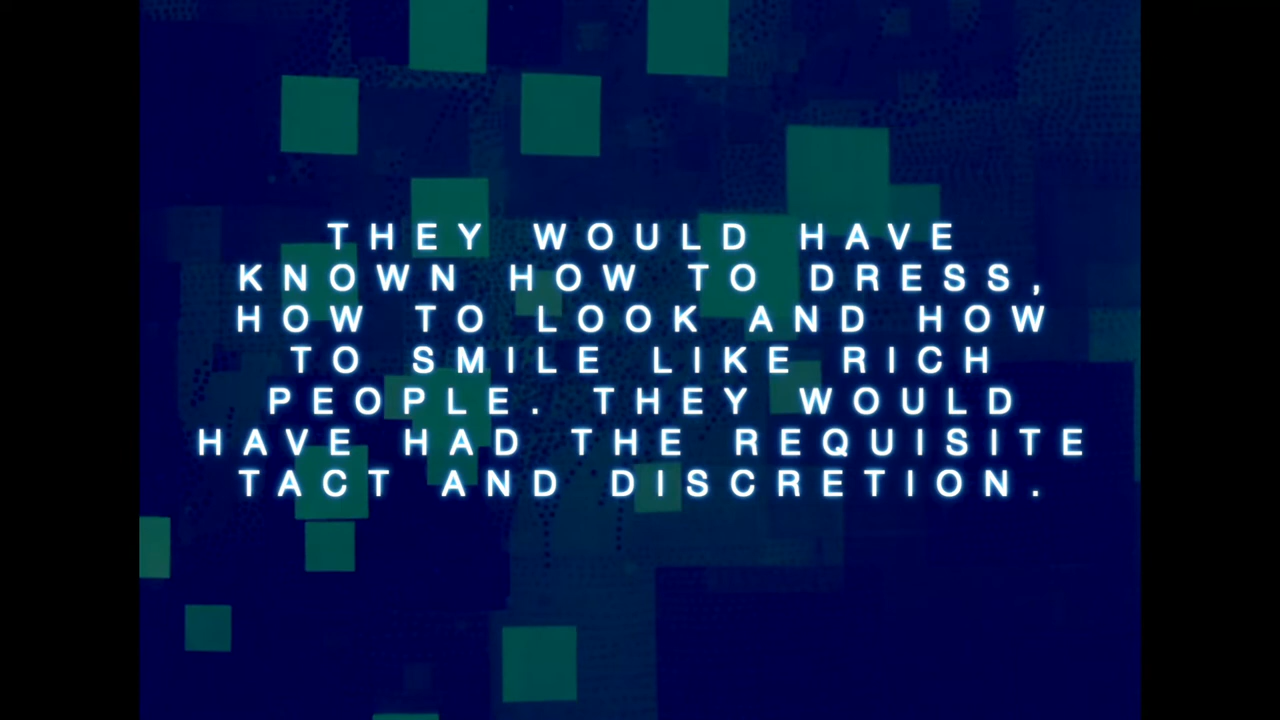 THEY WOULD HAVE
KNOWN HOW TO DRESS,
HOW TO LOOK AND HOW
TO SMILE LIKE RICH
PEOPLE. THEY WOULD
HAVE HAD THE REQUISITE
TACT AND DISCRETION.